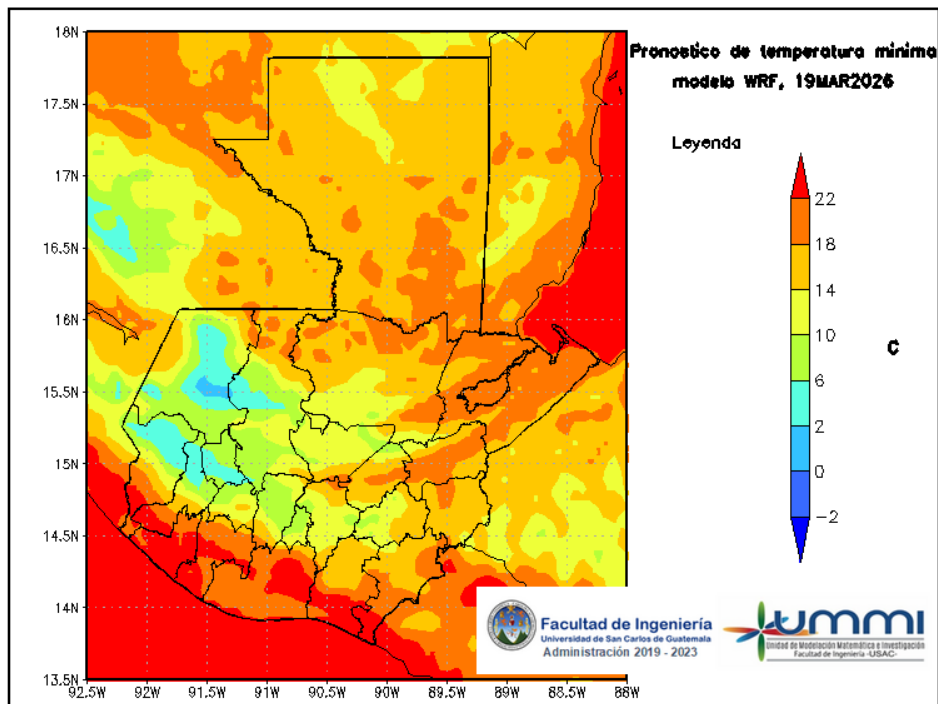 Pronostico de temperatura minima
modelo WRF, 19MAR2026
Leyenda
22
18
14
10
6
2
0
−2
C
18N
17.5N
17N
16.5N
16N
15.5N
15N
14.5N
14N
13.5N
92.5W 92W 91.5W 91W 90.5W 90W 89.5W 89W 88.5W 88W
Facultad de Ingeniería
Universidad de San Carlos de Guatemala
Administración 2019 - 2023
ummi
Unidad de Modelación Matemática e Investigación
Facultad de Ingeniería -USAC-